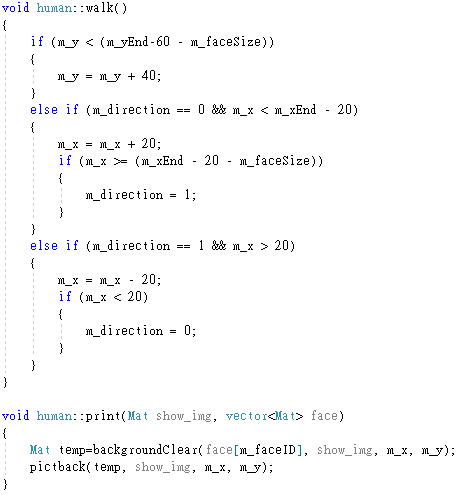 void human::walk()
{
    if (m_y < (m_yEnd-60 - m_faceSize))
    {
        m_y = m_y + 40;
    }
    else if (m_direction == 0 && m_x < m_xEnd - 20)
    {
        m_x = m_x + 20;
        if (m_x >= (m_xEnd - 20 - m_faceSize))
        {
            m_direction = 1;
        }
    }
    else if (m_direction == 1 && m_x > 20)
    {
        m_x = m_x - 20;
        if (m_x < 20)
        {
            m_direction = 0;
        }
    }
}

void human::print(Mat show_img, vector<Mat> face)
{
    Mat temp=backgroundClear(face[m_faceID], show_img, m_x, m_y);
    pictback(temp, show_img, m_x, m_y);
}